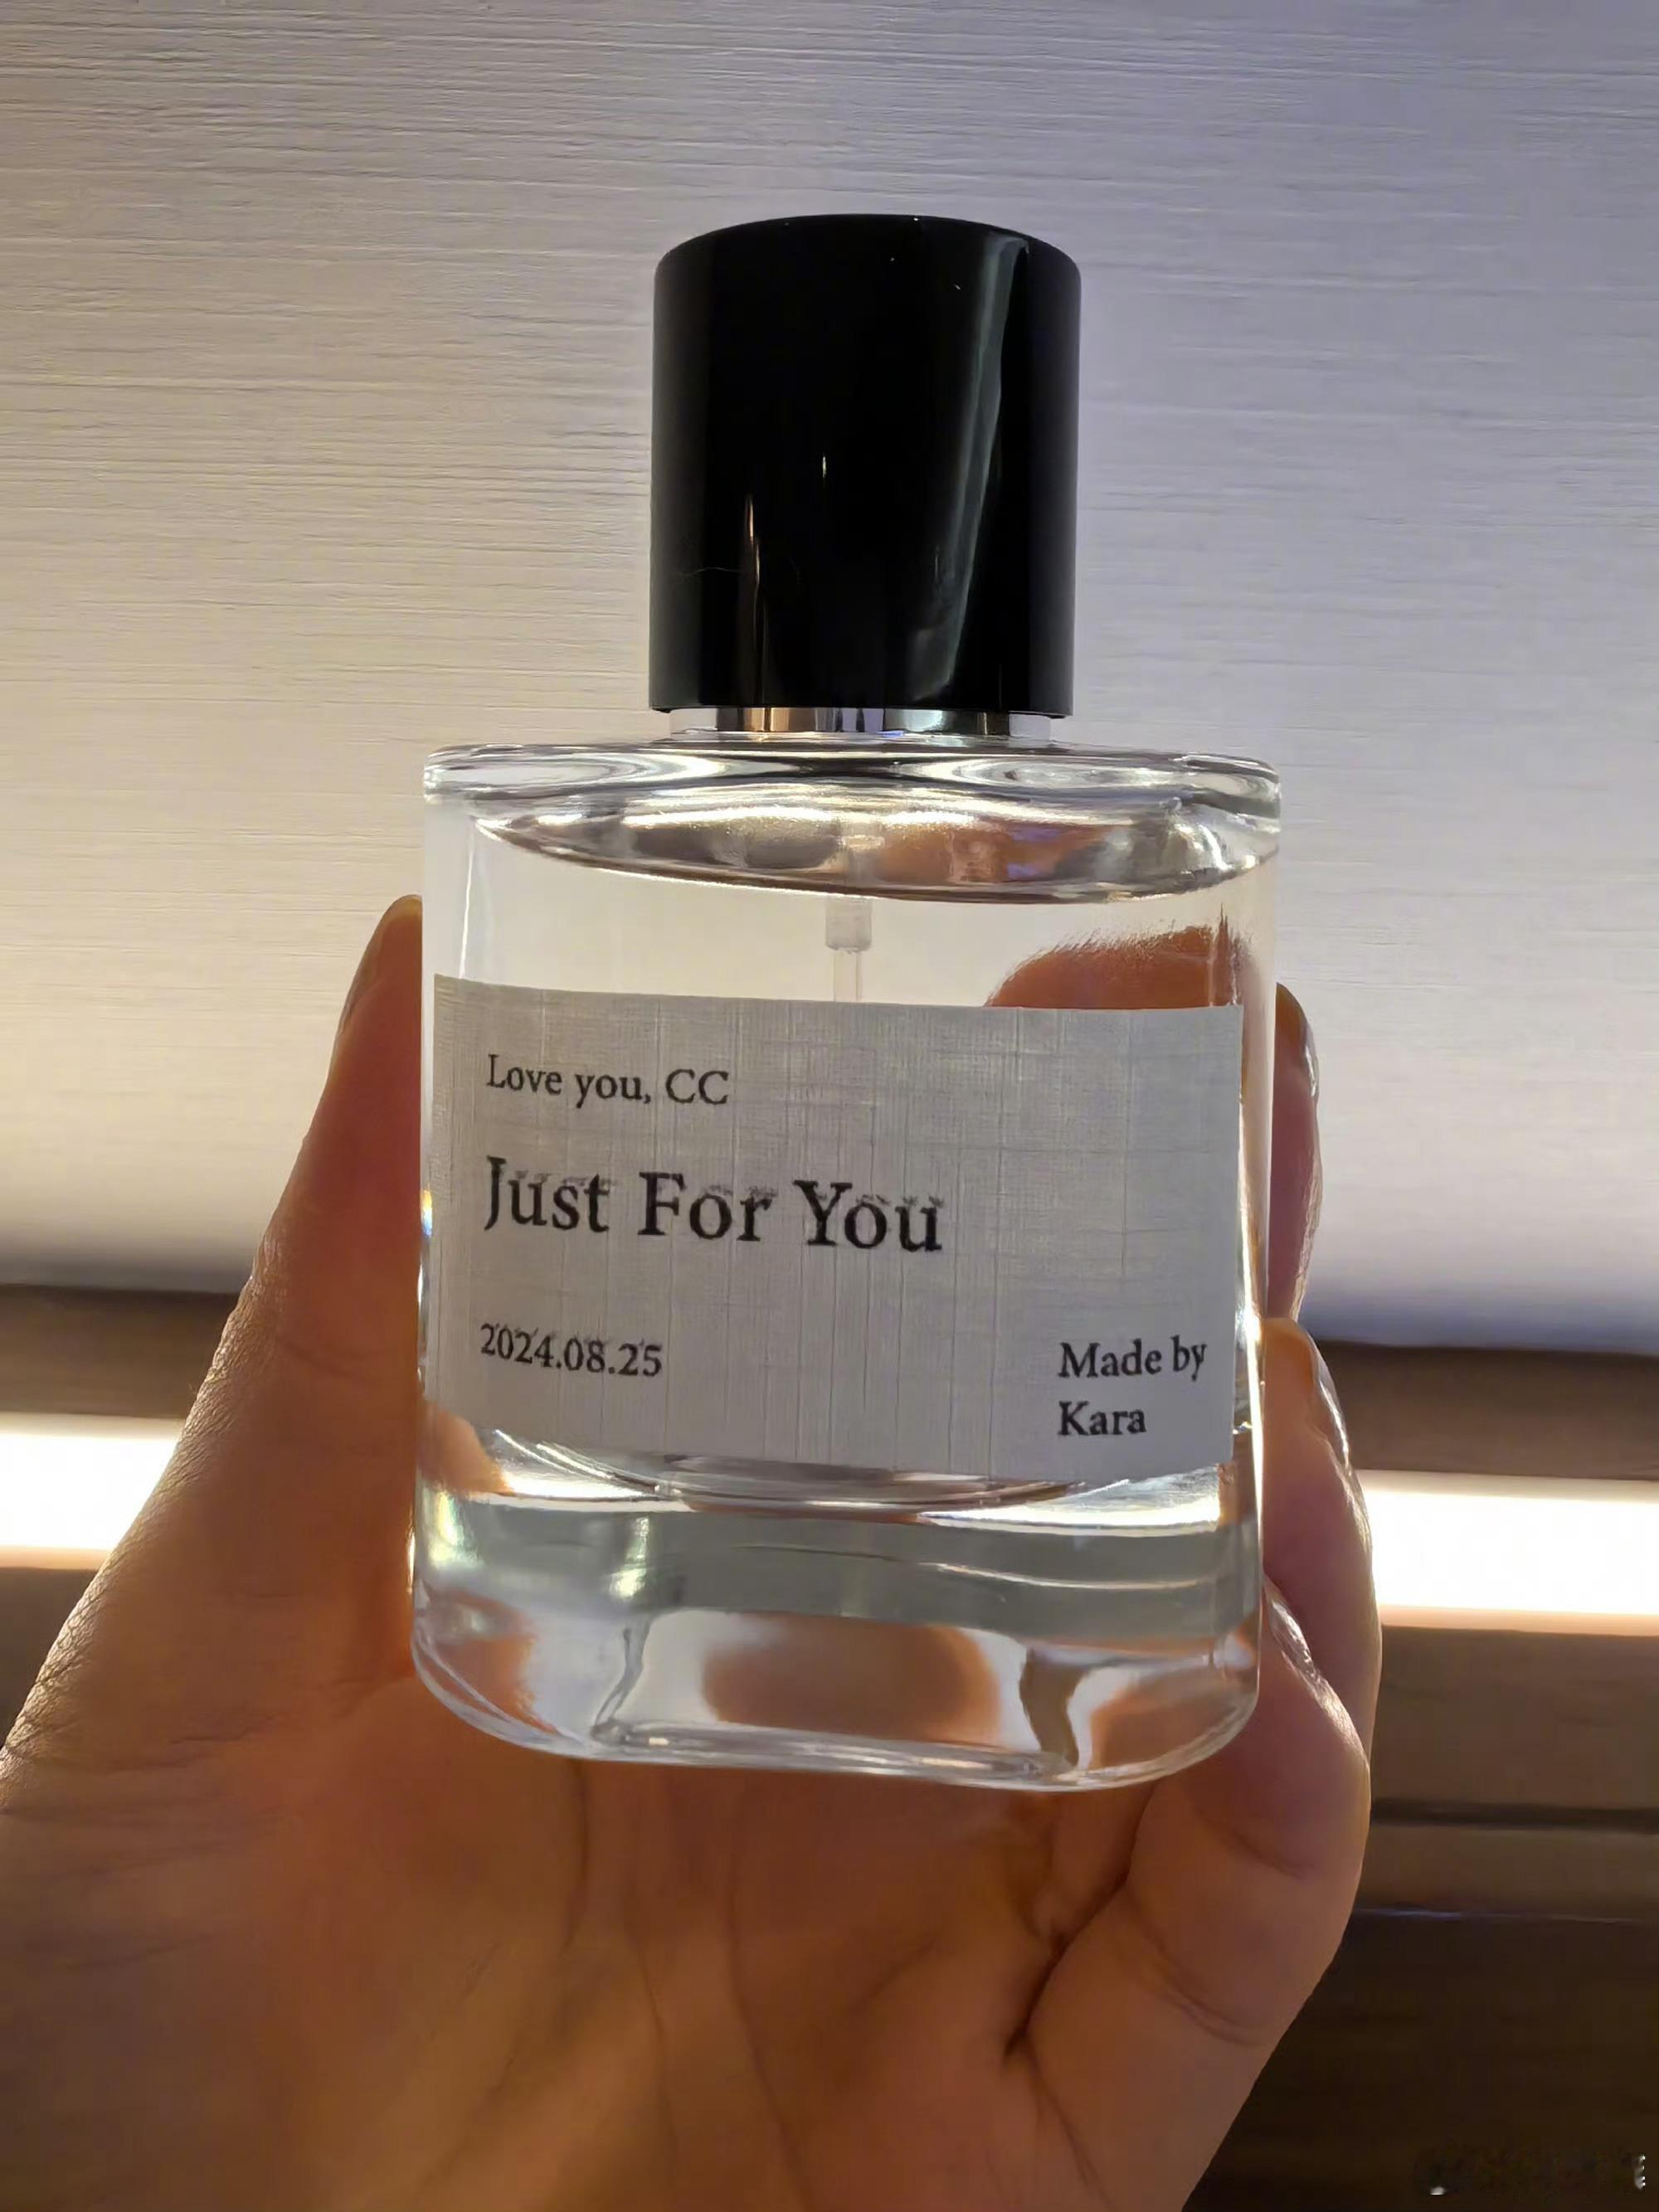 Love you, CC
Just For You
2024.08.25
Made by
Kara